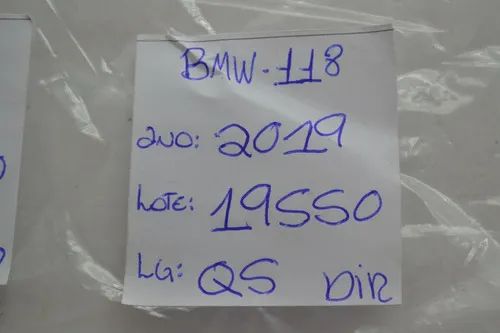 BMW-118
ANO: 2019
LOTE: 19550
LG: QS DIR